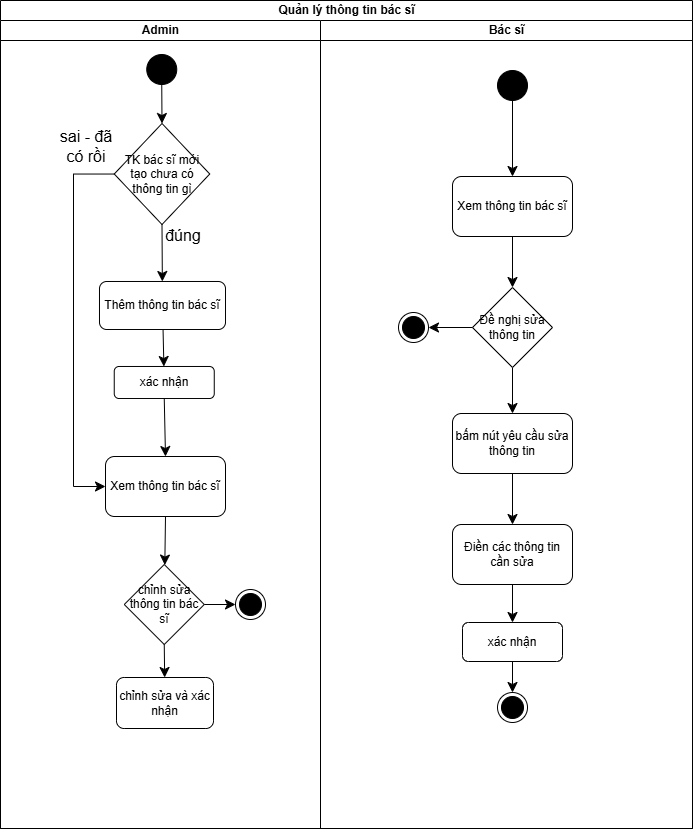 Quản lý thông tin bác sĩ
Admin
Bác sĩ
sai - đã
có rồi
TK bác sĩ mới
tạo chưa có
thông tin gì
đúng
Thêm thông tin bác sĩ
xác nhận
Xem thông tin bác sĩ
chỉnh sửa
thông tin bác
sĩ
chỉnh sửa và xác
nhận
Xem thông tin bác sĩ
Đề nghị sửa
thông tin
bấm nút yêu cầu sửa
thông tin
Điền các thông tin
cần sửa
xác nhận